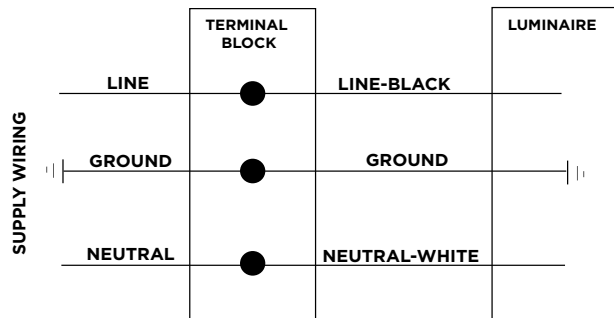 TERMINAL
BLOCK
LUMINAIRE
LINE
LINE-BLACK
GROUND
GROUND
NEUTRAL
NEUTRAL-WHITE
SUPPLY WIRING